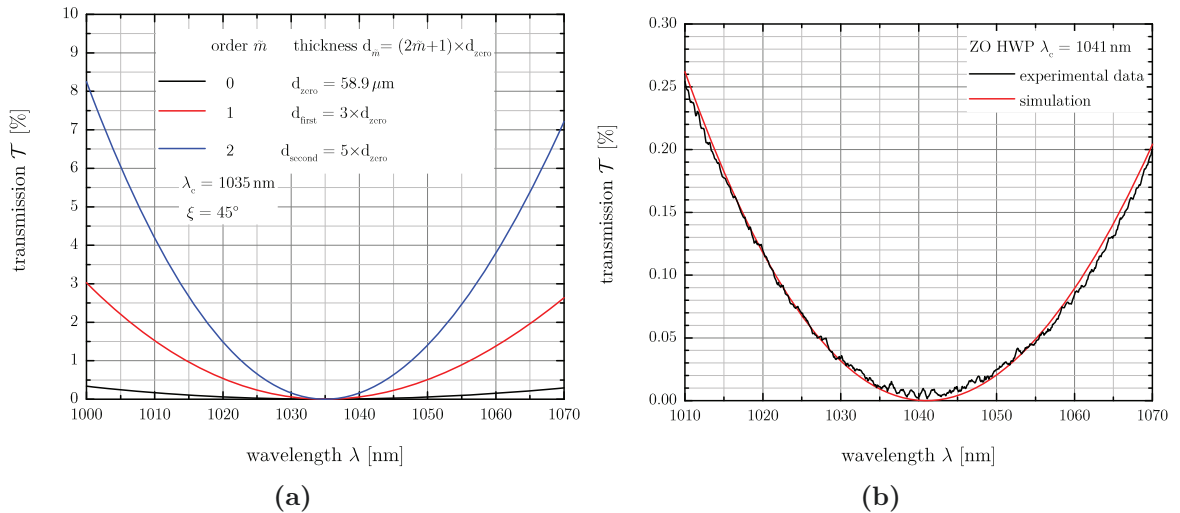 10
9
8
7
6
5
4
3
2
1
0
transmission 𝒯 [%]
order m̃ thickness d_m̃ = (2m̃+1)×d_zero
0 d_zero = 58.9 μm
1 d_first = 3×d_zero
2 d_second = 5×d_zero
λ_c = 1035 nm
ξ = 45°
1000 1010 1020 1030 1040 1050 1060 1070
wavelength λ [nm]
(a)
0.30
0.25
0.20
0.15
0.10
0.05
0.00
transmission 𝒯 [%]
ZO HWP λ_c = 1041 nm
experimental data
simulation
1010 1020 1030 1040 1050 1060 1070
wavelength λ [nm]
(b)